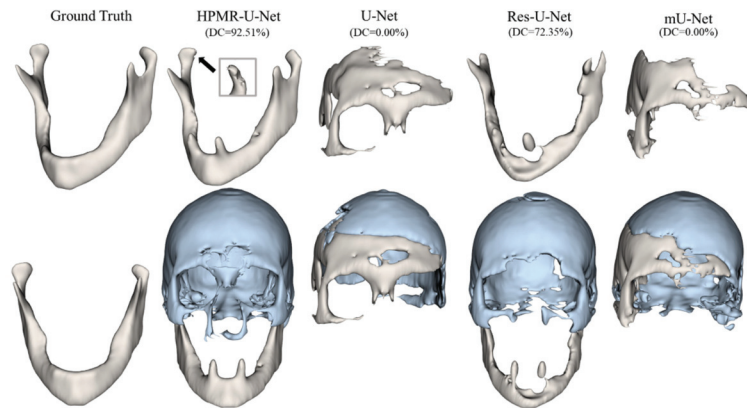 Ground Truth
HPMR-U-Net
(DC=92.51%)
U-Net
(DC=0.00%)
Res-U-Net
(DC=72.35%)
mU-Net
(DC=0.00%)